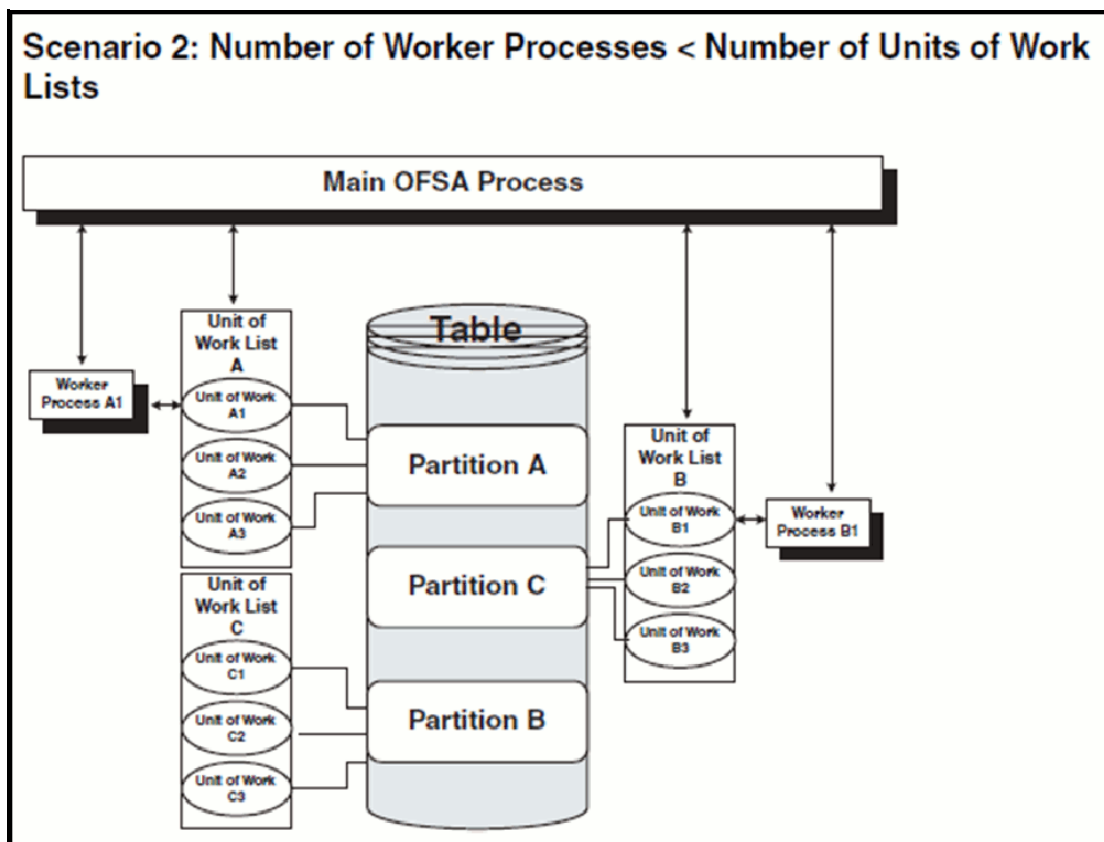 Scenario 2: Number of Worker Processes < Number of Units of Work
Lists
Main OFSA Process
Unit of
Work List
A
Worker
Process A1
Unit of Work
A1
Unit of Work
A2
Unit of Work
A3
Unit of
Work List
C
Unit of Work
C1
Unit of Work
C2
Unit of Work
C3
Table
Partition A
Partition C
Partition B
Unit of
Work List
B
Unit of Work
B1
Unit of Work
B2
Unit of Work
B3
Worker
Process B1